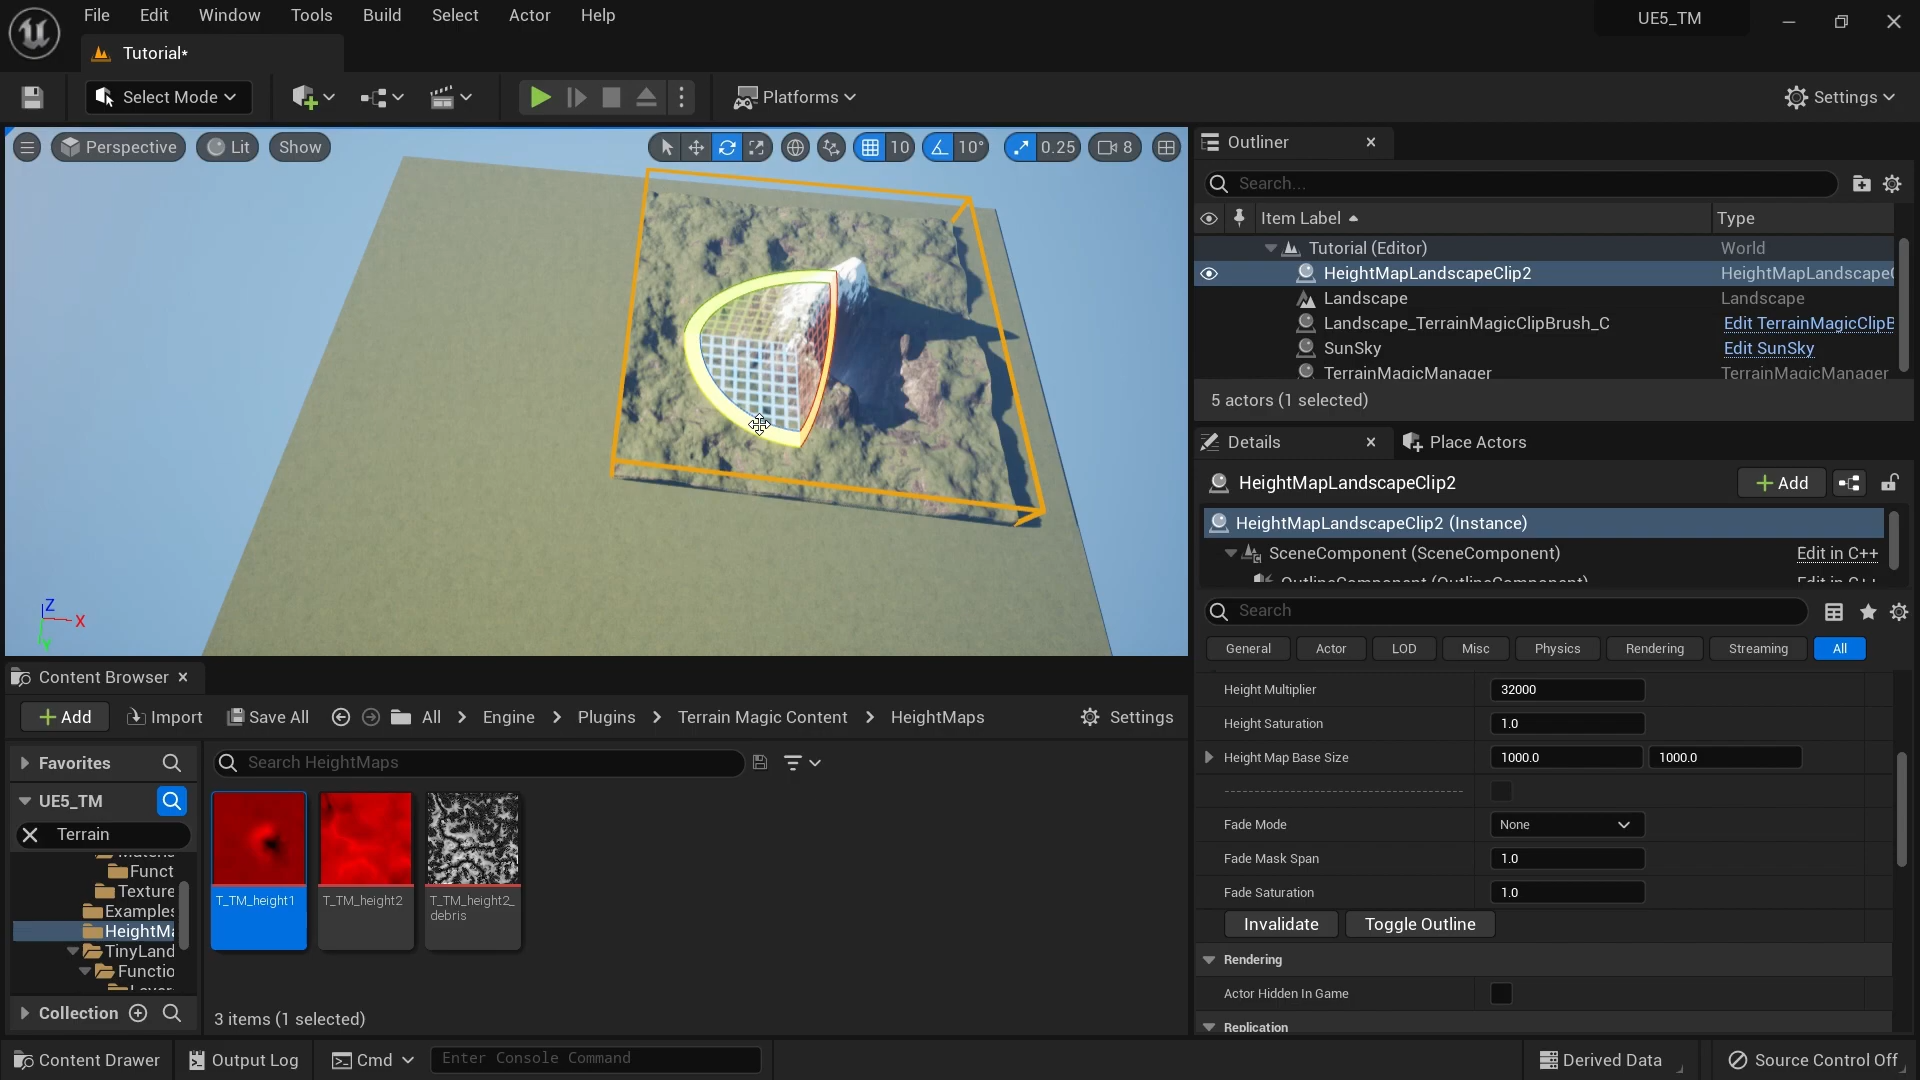 File Edit Window Tools Build Select Actor Help
UE5_TM
Tutorial*
Select Mode
Platforms
Settings
Perspective
Lit
Show
10
10°
0.25
8
Z
X
Y
Outliner
Search...
Item Label
Type
Tutorial (Editor)
World
HeightMapLandscapeClip2
HeightMapLandscapeC
Landscape
Landscape
Landscape_TerrainMagicClipBrush_C
Edit TerrainMagicClipB
SunSky
Edit SunSky
TerrainMagicManager
TerrainMagicManager
5 actors (1 selected)
Details
Place Actors
HeightMapLandscapeClip2
Add
HeightMapLandscapeClip2 (Instance)
SceneComponent (SceneComponent)
Edit in C++
OutlineComponent (OutlineComponent)
Edit in C++
Search
General
Actor
LOD
Misc
Physics
Rendering
Streaming
All
Height Multiplier
32000
Height Saturation
1.0
Height Map Base Size
1000.0
1000.0
Fade Mode
None
Fade Mask Span
1.0
Fade Saturation
1.0
Invalidate
Toggle Outline
Rendering
Actor Hidden In Game
Replication
Content Browser
Add
Import
Save All
All
Engine
Plugins
Terrain Magic Content
HeightMaps
Settings
Favorites
Search HeightMaps
UE5_TM
Terrain
Funct
Texture
Examples
HeightMa
TinyLand
Functio
T_TM_height1
T_TM_height2
T_TM_height2_
debris
Collection
3 items (1 selected)
Content Drawer
Output Log
Cmd
Enter Console Command
Derived Data
Source Control Off